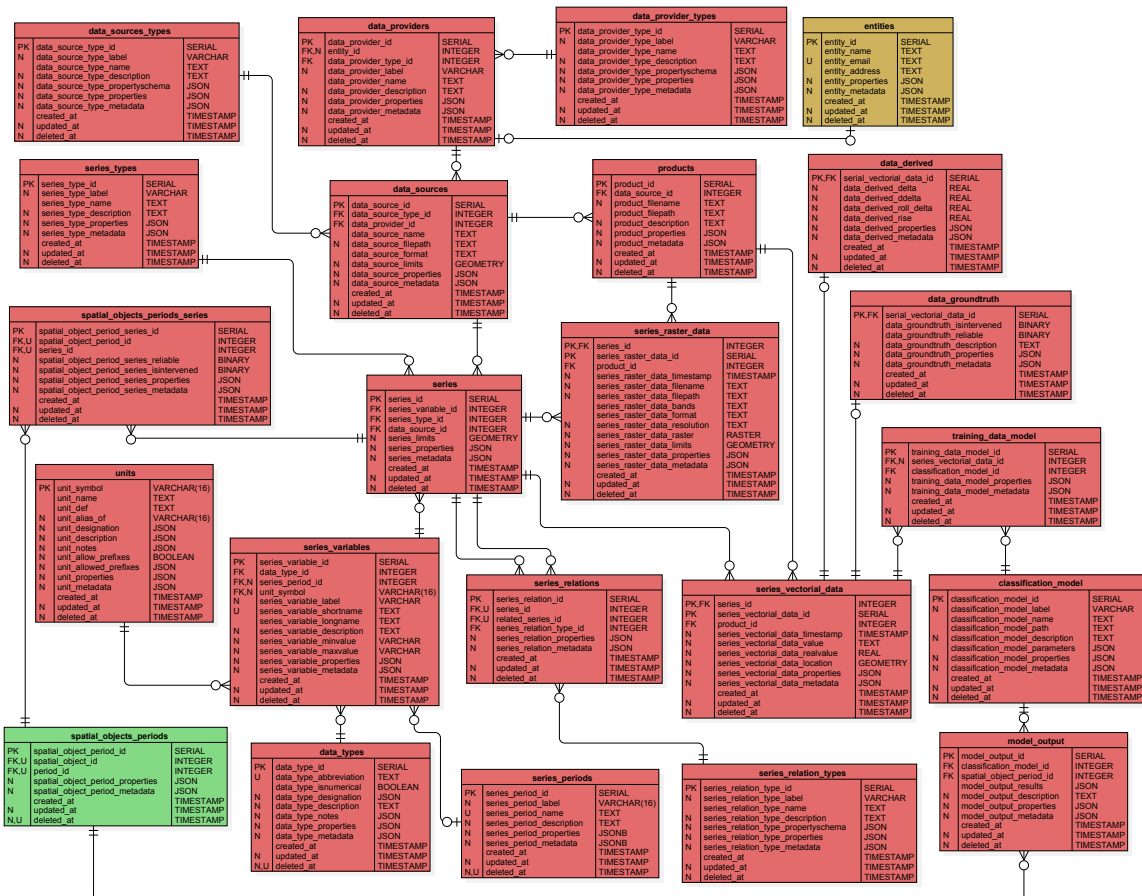 data_sources_types
PK data_source_type_id SERIAL
N data_source_type_label VARCHAR
data_source_type_name TEXT
N data_source_type_description TEXT
N data_source_type_propertyschema JSON
N data_source_type_properties JSON
N data_source_type_metadata JSON
created_at TIMESTAMP
N updated_at TIMESTAMP
N deleted_at TIMESTAMP
data_providers
PK data_provider_id SERIAL
FK,N entity_id INTEGER
FK data_provider_type_id INTEGER
N data_provider_label VARCHAR
data_provider_name TEXT
N data_provider_description TEXT
N data_provider_properties JSON
N data_provider_metadata JSON
created_at TIMESTAMP
N updated_at TIMESTAMP
N deleted_at TIMESTAMP
data_provider_types
PK data_provider_type_id SERIAL
N data_provider_type_label VARCHAR
data_provider_type_name TEXT
N data_provider_type_description TEXT
N data_provider_type_propertyschema JSON
N data_provider_type_properties JSON
N data_provider_type_metadata JSON
created_at TIMESTAMP
N updated_at TIMESTAMP
N deleted_at TIMESTAMP
entities
PK entity_id SERIAL
entity_name TEXT
U entity_email TEXT
entity_address TEXT
N entity_properties JSON
N entity_metadata JSON
created_at TIMESTAMP
N updated_at TIMESTAMP
N deleted_at TIMESTAMP
series_types
PK series_type_id SERIAL
N series_type_label VARCHAR
series_type_name TEXT
N series_type_description TEXT
N series_type_properties JSON
N series_type_metadata JSON
created_at TIMESTAMP
N updated_at TIMESTAMP
N deleted_at TIMESTAMP
data_sources
PK data_source_id SERIAL
FK data_source_type_id INTEGER
FK data_provider_id INTEGER
data_source_name TEXT
N data_source_filepath TEXT
data_source_format TEXT
N data_source_limits GEOMETRY
N data_source_properties JSON
N data_source_metadata JSON
created_at TIMESTAMP
N updated_at TIMESTAMP
N deleted_at TIMESTAMP
products
PK product_id SERIAL
FK data_source_id INTEGER
N product_filename TEXT
product_filepath TEXT
N product_description TEXT
N product_properties JSON
N product_metadata JSON
created_at TIMESTAMP
N updated_at TIMESTAMP
N deleted_at TIMESTAMP
data_derived
PK,FK serial_vectorial_data_id SERIAL
N data_derived_delta REAL
N data_derived_ddelta REAL
N data_derived_roll_delta REAL
N data_derived_rise REAL
N data_derived_properties JSON
N data_derived_metadata JSON
created_at TIMESTAMP
N updated_at TIMESTAMP
N deleted_at TIMESTAMP
spatial_objects_periods_series
PK spatial_objects_periods_series_id SERIAL
FK,U spatial_object_period_id INTEGER
FK,U series_id INTEGER
N spatial_object_period_series_reliable BINARY
N spatial_object_period_series_isintervened BINARY
N spatial_object_period_series_properties JSON
N spatial_object_period_series_metadata JSON
created_at TIMESTAMP
N updated_at TIMESTAMP
N deleted_at TIMESTAMP
series_raster_data
PK,FK series_id INTEGER
PK series_raster_data_id SERIAL
FK product_id INTEGER
N series_raster_data_timestamp TIMESTAMP
N series_raster_data_filename TEXT
N series_raster_data_filepath TEXT
series_raster_data_bands TEXT
series_raster_data_format TEXT
N series_raster_data_resolution TEXT
N series_raster_data_raster RASTER
N series_raster_data_limits GEOMETRY
N series_raster_data_properties JSON
N series_raster_data_metadata JSON
created_at TIMESTAMP
N updated_at TIMESTAMP
N deleted_at TIMESTAMP
data_groundtruth
PK,FK serial_vectorial_data_id SERIAL
data_groundtruth_isintervened BINARY
data_groundtruth_reliable BINARY
N data_groundtruth_description TEXT
N data_groundtruth_properties JSON
N data_groundtruth_metadata JSON
created_at TIMESTAMP
N updated_at TIMESTAMP
N deleted_at TIMESTAMP
series
PK series_id SERIAL
FK series_variable_id INTEGER
FK series_type_id INTEGER
FK data_source_id INTEGER
N series_limits GEOMETRY
N series_properties JSON
N series_metadata JSON
created_at TIMESTAMP
N updated_at TIMESTAMP
N deleted_at TIMESTAMP
training_data_model
PK training_data_model_id SERIAL
FK,N series_vectorial_data_id INTEGER
FK classification_model_id INTEGER
N training_data_model_properties JSON
N training_data_model_metadata JSON
created_at TIMESTAMP
N updated_at TIMESTAMP
N deleted_at TIMESTAMP
units
PK unit_symbol VARCHAR(16)
unit_name TEXT
unit_def TEXT
N unit_alias_of VARCHAR(16)
N unit_designation JSON
N unit_description JSON
N unit_notes JSON
N unit_allow_prefixes BOOLEAN
N unit_allowed_prefixes JSON
N unit_properties JSON
N unit_metadata JSON
created_at TIMESTAMP
N updated_at TIMESTAMP
N deleted_at TIMESTAMP
series_variables
PK series_variable_id SERIAL
FK data_type_id INTEGER
FK,N series_period_id INTEGER
FK,N unit_symbol VARCHAR(16)
N series_variable_label VARCHAR
U series_variable_shortname TEXT
series_variable_longname TEXT
N series_variable_description TEXT
N series_variable_minvalue VARCHAR
N series_variable_maxvalue VARCHAR
N series_variable_properties JSON
N series_variable_metadata JSON
created_at TIMESTAMP
N updated_at TIMESTAMP
N deleted_at TIMESTAMP
series_relations
PK series_relation_id SERIAL
FK,U series_id INTEGER
FK,U related_series_id INTEGER
FK series_relation_type_id INTEGER
N series_relation_properties JSON
N series_relation_metadata JSON
created_at TIMESTAMP
N updated_at TIMESTAMP
N deleted_at TIMESTAMP
series_vectorial_data
PK,FK series_id INTEGER
PK series_vectorial_data_id SERIAL
FK product_id INTEGER
N series_vectorial_data_timestamp TIMESTAMP
N series_vectorial_data_value TEXT
N series_vectorial_data_realvalue REAL
N series_vectorial_data_location GEOMETRY
N series_vectorial_data_properties JSON
N series_vectorial_data_metadata JSON
created_at TIMESTAMP
N updated_at TIMESTAMP
N deleted_at TIMESTAMP
classification_model
PK classification_model_id SERIAL
N classification_model_label VARCHAR
classification_model_name TEXT
classification_model_path TEXT
N classification_model_description TEXT
classification_model_parameters JSON
N classification_model_properties JSON
N classification_model_metadata JSON
created_at TIMESTAMP
N updated_at TIMESTAMP
N deleted_at TIMESTAMP
spatial_objects_periods
PK spatial_object_period_id SERIAL
FK,U spatial_object_id INTEGER
FK,U period_id INTEGER
N spatial_object_period_properties JSON
N spatial_object_period_metadata JSON
created_at TIMESTAMP
N updated_at TIMESTAMP
N,U deleted_at TIMESTAMP
data_types
PK data_type_id SERIAL
U data_type_abbreviation TEXT
data_type_isnumerical BOOLEAN
N data_type_designation JSON
N data_type_description TEXT
N data_type_notes JSON
N data_type_properties JSON
N data_type_metadata JSON
created_at TIMESTAMP
N updated_at TIMESTAMP
N,U deleted_at TIMESTAMP
series_periods
PK series_period_id SERIAL
N series_period_label VARCHAR(16)
U series_period_name TEXT
N series_period_description TEXT
N series_period_properties JSONB
N series_period_metadata JSONB
created_at TIMESTAMP
N updated_at TIMESTAMP
N,U deleted_at TIMESTAMP
series_relation_types
PK series_relation_type_id SERIAL
N series_relation_type_label VARCHAR
series_relation_type_name TEXT
N series_relation_type_description TEXT
N series_relation_type_propertyschema JSON
N series_relation_type_properties JSON
N series_relation_type_metadata JSON
created_at TIMESTAMP
N updated_at TIMESTAMP
N deleted_at TIMESTAMP
model_output
PK model_output_id SERIAL
FK classification_model_id INTEGER
FK spatial_object_period_id INTEGER
model_output_results JSON
N model_output_description TEXT
N model_output_properties JSON
N model_output_metadata JSON
created_at TIMESTAMP
N updated_at TIMESTAMP
N deleted_at TIMESTAMP